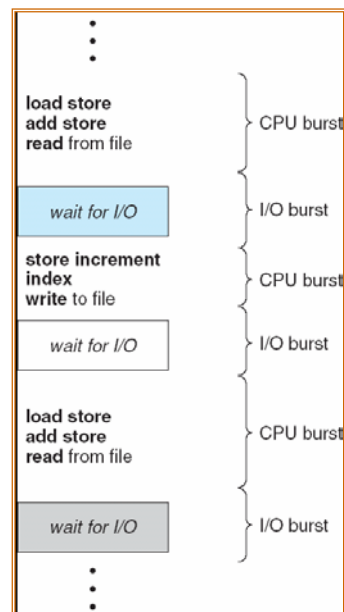 load store
add store
read from file
CPU burst
wait for I/O
I/O burst
store increment
index
write to file
CPU burst
wait for I/O
I/O burst
load store
add store
read from file
CPU burst
wait for I/O
I/O burst